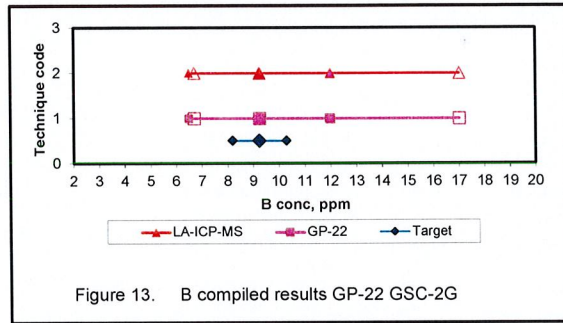 3
2
1
0
Technique code
2 3 4 5 6 7 8 9 10 11 12 13 14 15 16 17 18 19 20
B conc, ppm
LA-ICP-MS GP-22 Target
Figure 13. B compiled results GP-22 GSC-2G